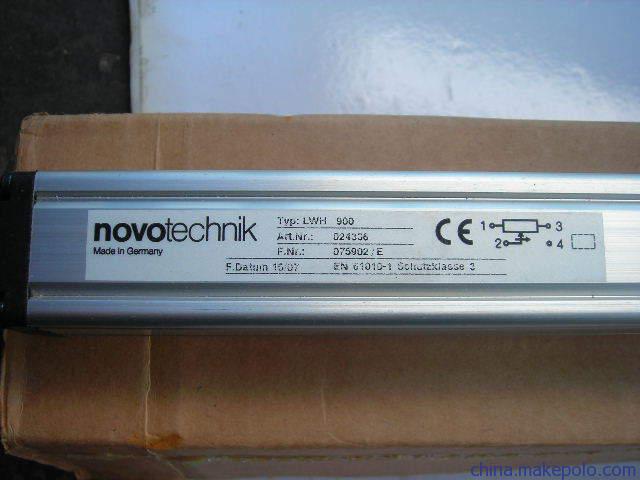 novotechnik
Made in Germany
Typ: LWH 900
Art.Nr.: 024336
F.Nr.: 075902/E
F.Datum 15/07
EN 61010-1 Schutzklasse 3
CE
1 3
2 4
china.makepolo.com